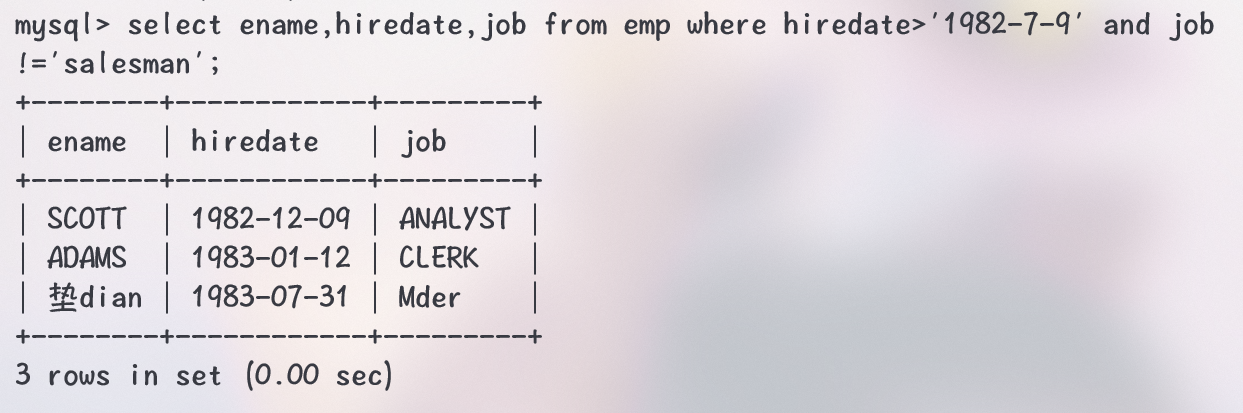 mysql> select ename,hiredate,job from emp where hiredate>'1982-7-9' and job
!='salesman';
+--------+------------+---------+
| ename  | hiredate   | job     |
+--------+------------+---------+
| SCOTT  | 1982-12-09 | ANALYST |
| ADAMS  | 1983-01-12 | CLERK   |
| 垫dian | 1983-07-31 | Mder    |
+--------+------------+---------+
3 rows in set (0.00 sec)